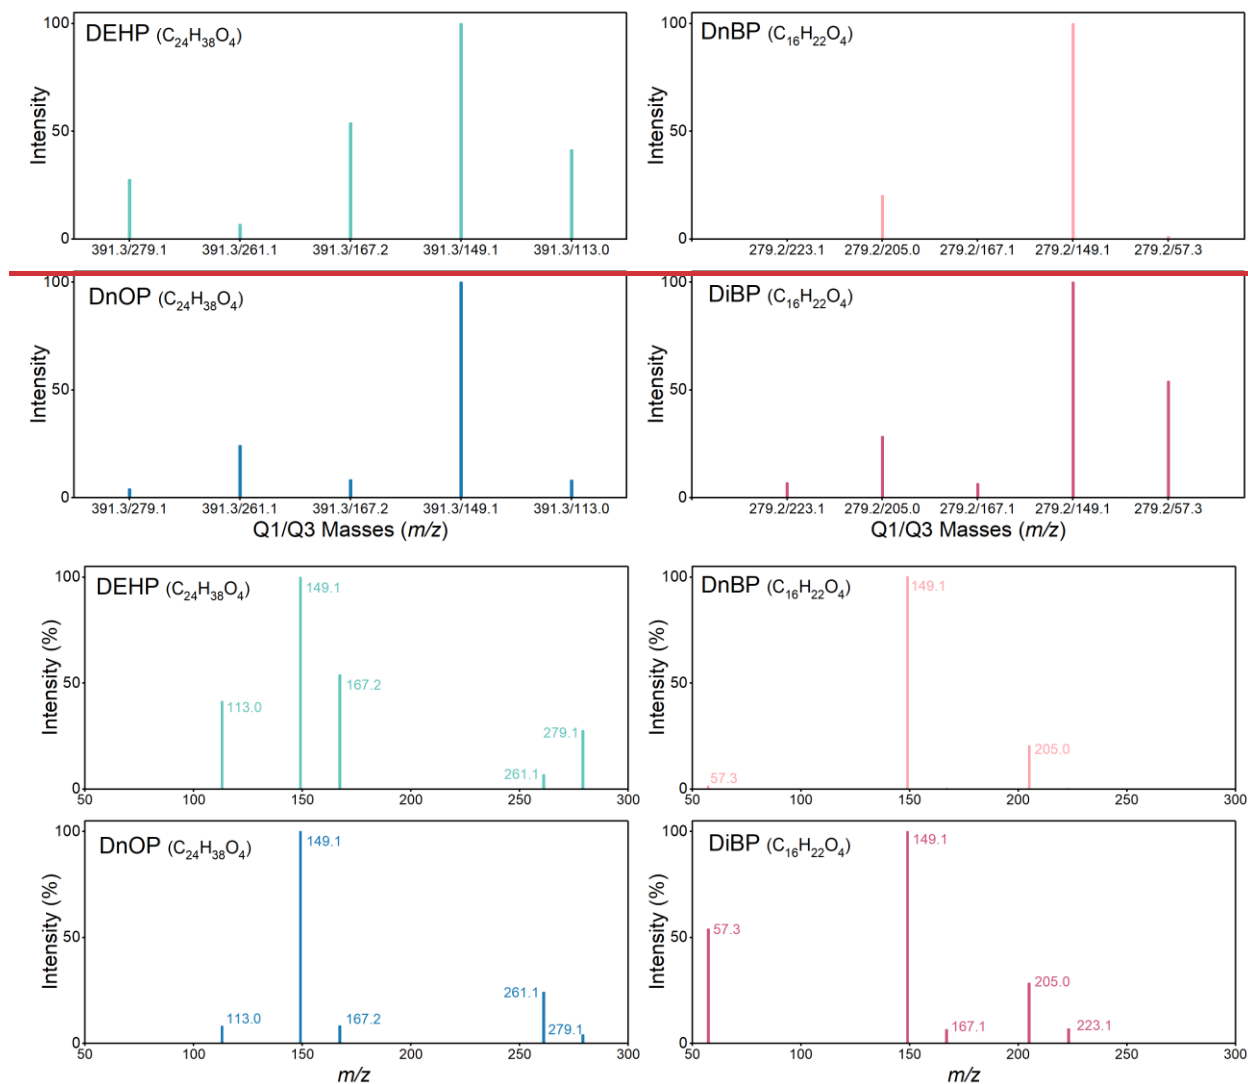 DEHP (C24H38O4)
Intensity
100
50
0
391.3/279.1 391.3/261.1 391.3/167.2 391.3/149.1 391.3/113.0
DnBP (C16H22O4)
Intensity
100
50
0
279.2/223.1 279.2/205.0 279.2/167.1 279.2/149.1 279.2/57.3
DnOP (C24H38O4)
Intensity
100
50
0
391.3/279.1 391.3/261.1 391.3/167.2 391.3/149.1 391.3/113.0
Q1/Q3 Masses (m/z)
DiBP (C16H22O4)
Intensity
100
50
0
279.2/223.1 279.2/205.0 279.2/167.1 279.2/149.1 279.2/57.3
Q1/Q3 Masses (m/z)
DEHP (C24H38O4)
Intensity (%)
100
50
0
113.0
149.1
167.2
261.1
279.1
50 100 150 200 250 300
DnBP (C16H22O4)
Intensity (%)
100
50
0
57.3
149.1
205.0
50 100 150 200 250 300
DnOP (C24H38O4)
Intensity (%)
100
50
0
113.0
149.1
167.2
261.1
279.1
50 100 150 200 250 300
m/z
DiBP (C16H22O4)
Intensity (%)
100
50
0
57.3
149.1
167.1
205.0
223.1
50 100 150 200 250 300
m/z